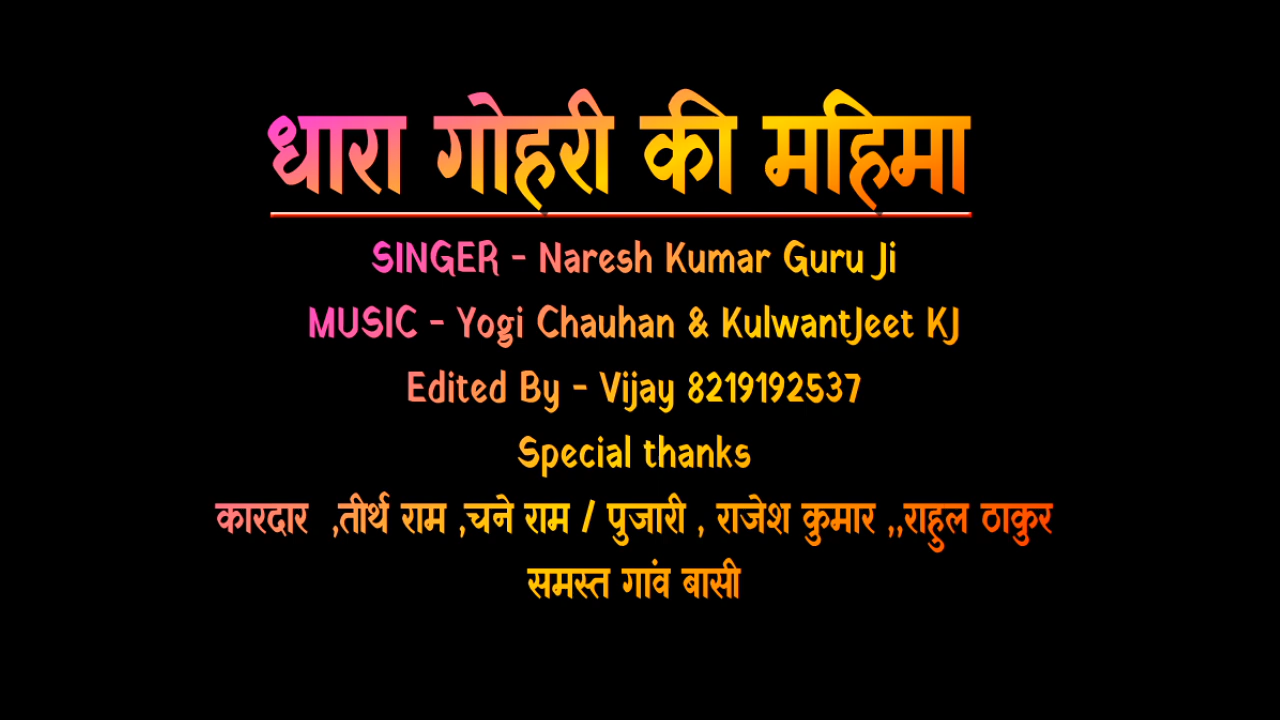 धारा गोहरी की महिमा
SINGER - Naresh Kumar Guru Ji
MUSIC - Yogi Chauhan & KulwantJeet KJ
Edited By - Vijay 8219192537
Special thanks
कारदार ,तीर्थ राम ,चने राम / पुजारी , राजेश कुमार ,,राहुल ठाकुर
समस्त गांव बासी